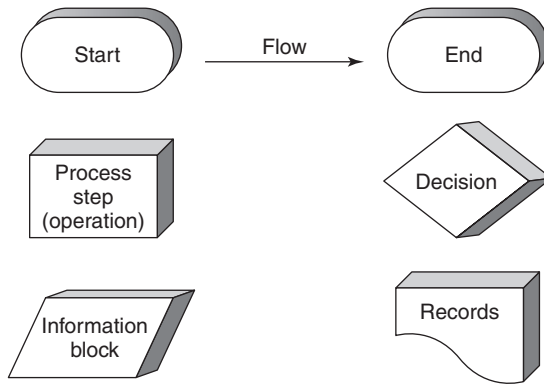 Start
Flow
End
Process
step
(operation)
Decision
Information
block
Records